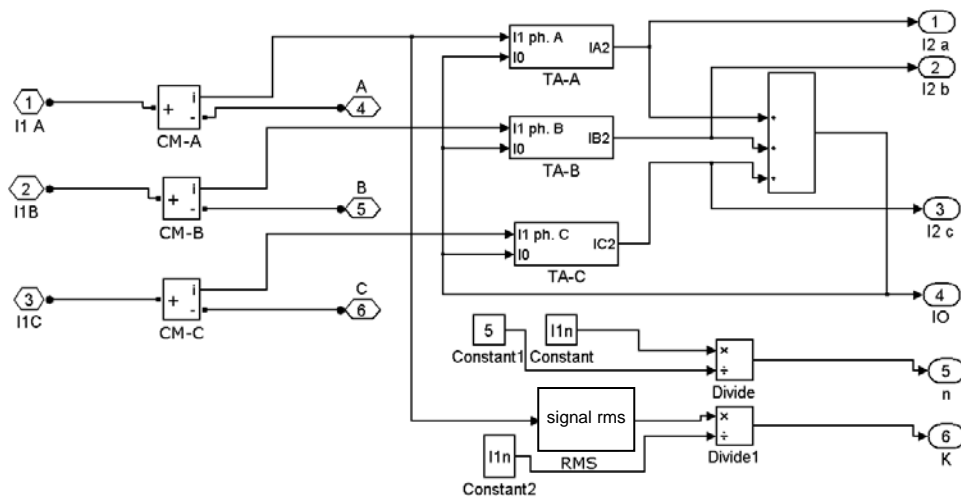 1
I1 A
+
i
-
CM-A
A
4
I1 ph. A
I0
IA2
TA-A
1
I2 a
2
I2 b
2
I1B
+
i
-
CM-B
B
5
I1 ph. B
I0
IB2
TA-B
+
+
+
3
I2 c
3
I1C
+
i
-
CM-C
C
6
I1 ph. C
I0
IC2
TA-C
4
IO
5
Constant1
I1n
Constant
×
÷
Divide
5
n
signal rms
RMS
I1n
Constant2
×
÷
Divide1
6
K